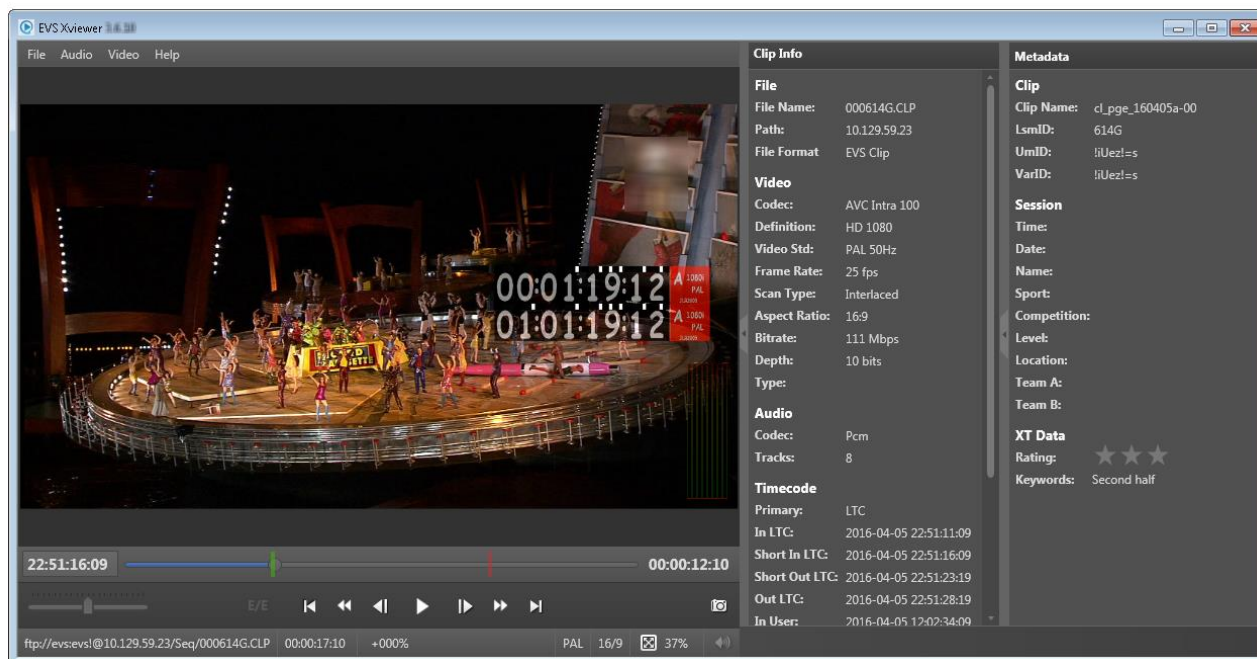 EVS Xviewer
File Audio Video Help
00:01:19:12
A 1080i
PAL
01:01:19:12
A 1080i
PAL
22:51:16:09
00:00:12:10
E/E
ftp://evs:evs!@10.129.59.23/Seq/000614G.CLP 00:00:17:10 +000% PAL 16/9 37%
Clip Info
File
File Name: 000614G.CLP
Path: 10.129.59.23
File Format EVS Clip
Video
Codec: AVC Intra 100
Definition: HD 1080
Video Std: PAL 50Hz
Frame Rate: 25 fps
Scan Type: Interlaced
Aspect Ratio: 16:9
Bitrate: 111 Mbps
Depth: 10 bits
Type:
Audio
Codec: Pcm
Tracks: 8
Timecode
Primary: LTC
In LTC: 2016-04-05 22:51:11:09
Short In LTC: 2016-04-05 22:51:16:09
Short Out LTC: 2016-04-05 22:51:23:19
Out LTC: 2016-04-05 22:51:28:19
In User: 2016-04-05 12:02:34:09
Metadata
Clip
Clip Name: cl_pge_160405a-00
LsmID: 614G
UmID: !iUez!=s
VarID: !iUez!=s
Session
Time:
Date:
Name:
Sport:
Competition:
Level:
Location:
Team A:
Team B:
XT Data
Rating:
Keywords: Second half